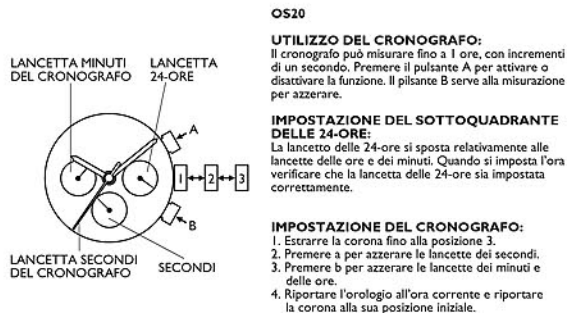 OS20
UTILIZZO DEL CRONOGRAFO:
Il cronografo può misurare fino a 1 ore, con incrementi
di un secondo. Premere il pulsante A per attivare o
disattivare la funzione. Il pilsante B serve alla misurazione
per azzerare.
IMPOSTAZIONE DEL SOTTOQUADRANTE
DELLE 24-ORE:
La lancetto delle 24-ore si sposta relativamente alle
lancette delle ore e dei minuti. Quando si imposta l'ora
verificare che la lancetta delle 24-ore sia impostata
correttamente.
IMPOSTAZIONE DEL CRONOGRAFO:
1. Estrarre la corona fino alla posizione 3.
2. Premere a per azzerare le lancette dei secondi.
3. Premere b per azzerare le lancette dei minuti e
delle ore.
4. Riportare l'orologio all'ora corrente e riportare
la corona alla sua posizione iniziale.
LANCETTA MINUTI
DEL CRONOGRAFO
LANCETTA
24-ORE
A
1
2
3
B
LANCETTA SECONDI
DEL CRONOGRAFO
SECONDI